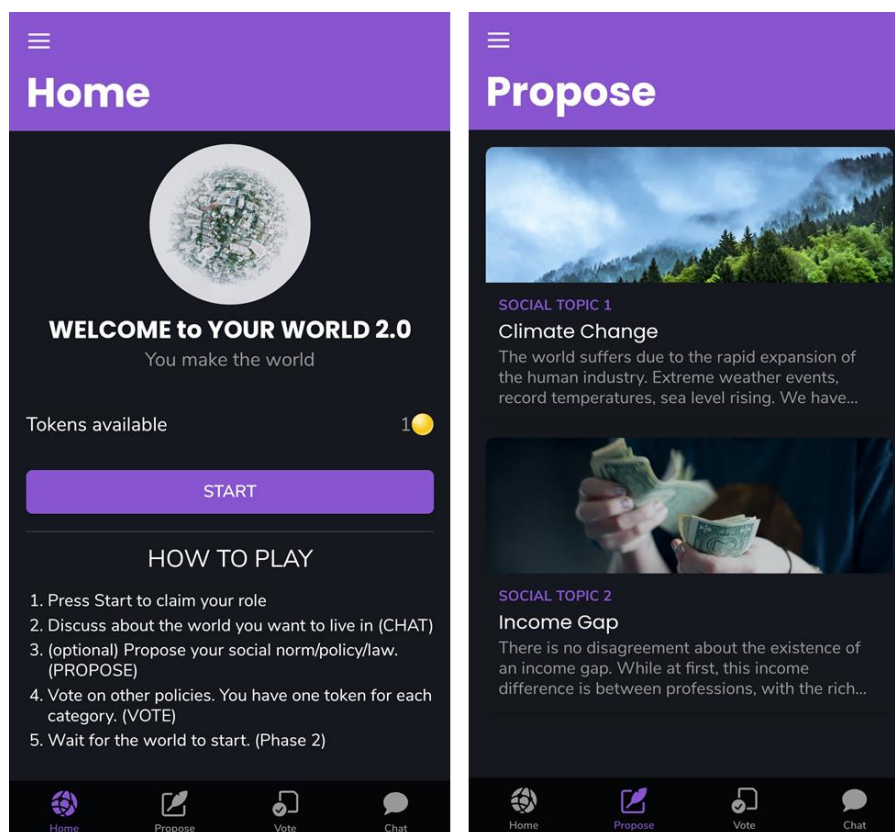 Home
WELCOME to YOUR WORLD 2.0
You make the world
Tokens available
1
START
HOW TO PLAY
1. Press Start to claim your role
2. Discuss about the world you want to live in (CHAT)
3. (optional) Propose your social norm/policy/law.
(PROPOSE)
4. Vote on other policies. You have one token for each
category. (VOTE)
5. Wait for the world to start. (Phase 2)
Home
Propose
Vote
Chat
Propose
SOCIAL TOPIC 1
Climate Change
The world suffers due to the rapid expansion of
the human industry. Extreme weather events,
record temperatures, sea level rising. We have...
SOCIAL TOPIC 2
Income Gap
There is no disagreement about the existence of
an income gap. While at first, this income
difference is between professions, with the rich...
Home
Propose
Vote
Chat